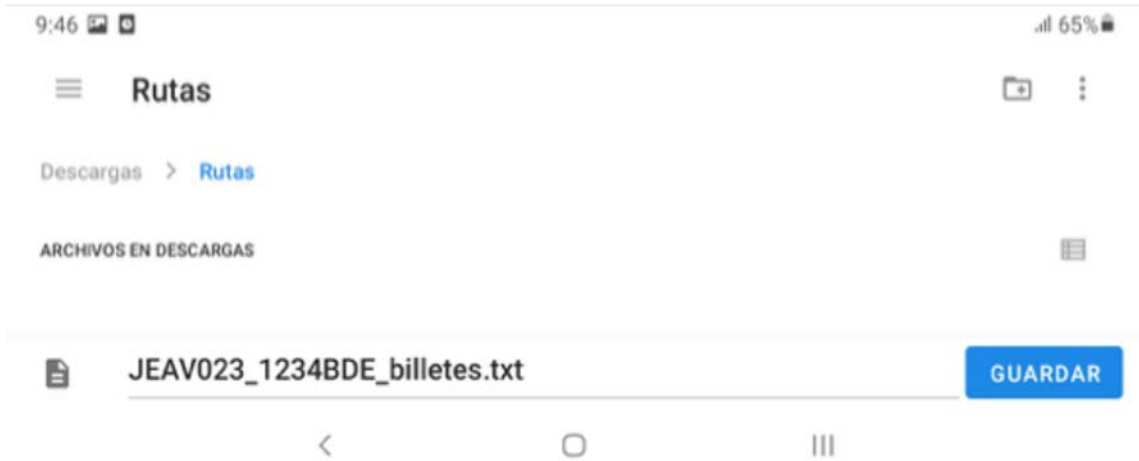 9:46 65%
Rutas
Descargas > Rutas
ARCHIVOS EN DESCARGAS
JEAV023_1234BDE_billetes.txt GUARDAR